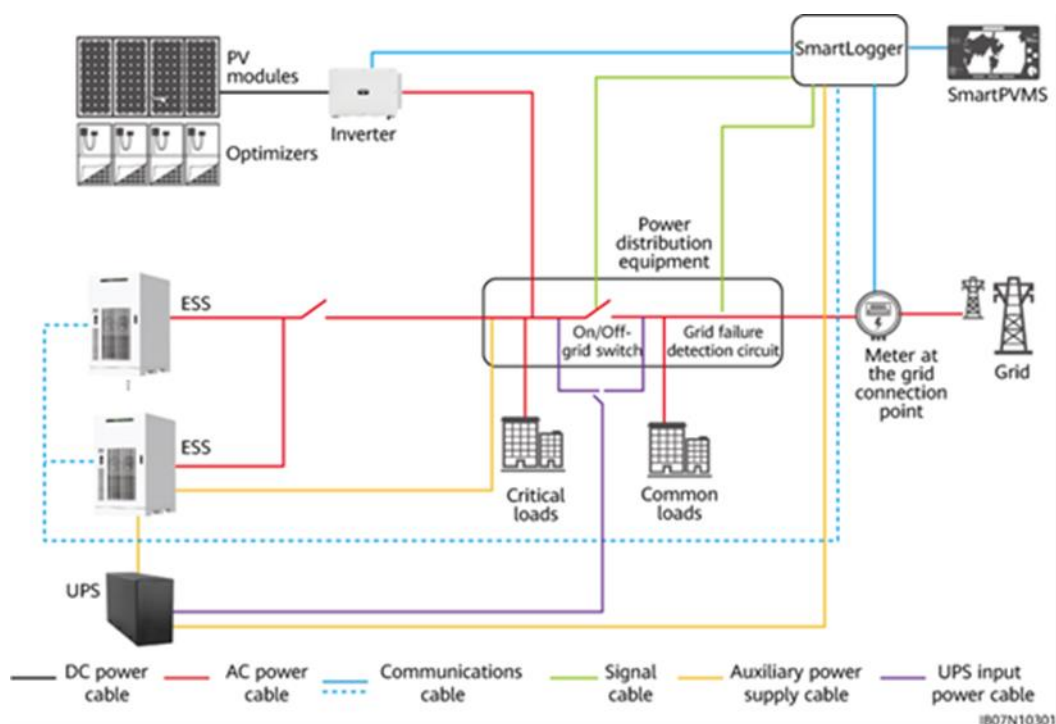 PV
modules
Optimizers
Inverter
SmartLogger
SmartPVMS
Power
distribution
equipment
ESS
On/Off-
grid switch
Grid failure
detection circuit
Meter at
the grid
connection
point
Grid
ESS
Critical
loads
Common
loads
UPS
DC power
cable
AC power
cable
Communications
cable
Signal
cable
Auxiliary power
supply cable
UPS input
power cable
IB07N10301